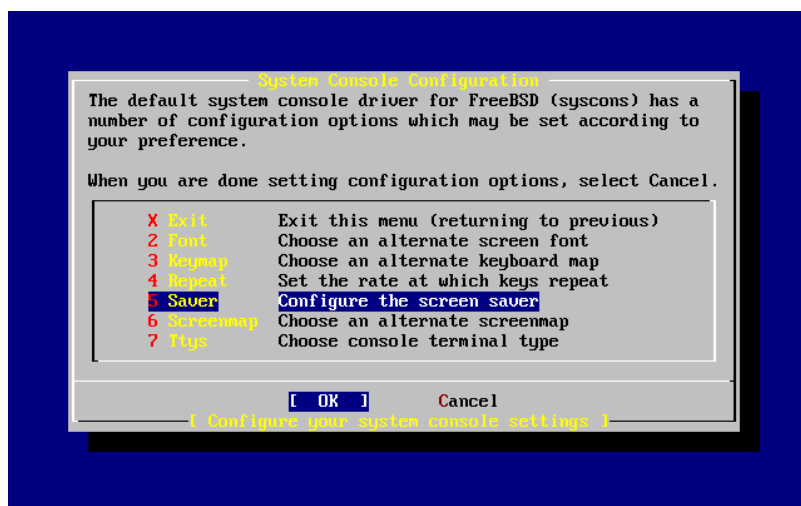 System Console Configuration
The default system console driver for FreeBSD (syscons) has a
number of configuration options which may be set according to
your preference.
When you are done setting configuration options, select Cancel.
X Exit Exit this menu (returning to previous)
2 Font Choose an alternate screen font
3 Keymap Choose an alternate keyboard map
4 Repeat Set the rate at which keys repeat
5 Saver Configure the screen saver
6 Screenmap Choose an alternate screenmap
7 Ttys Choose console terminal type
[ OK ] Cancel
[ Configure your system console settings ]